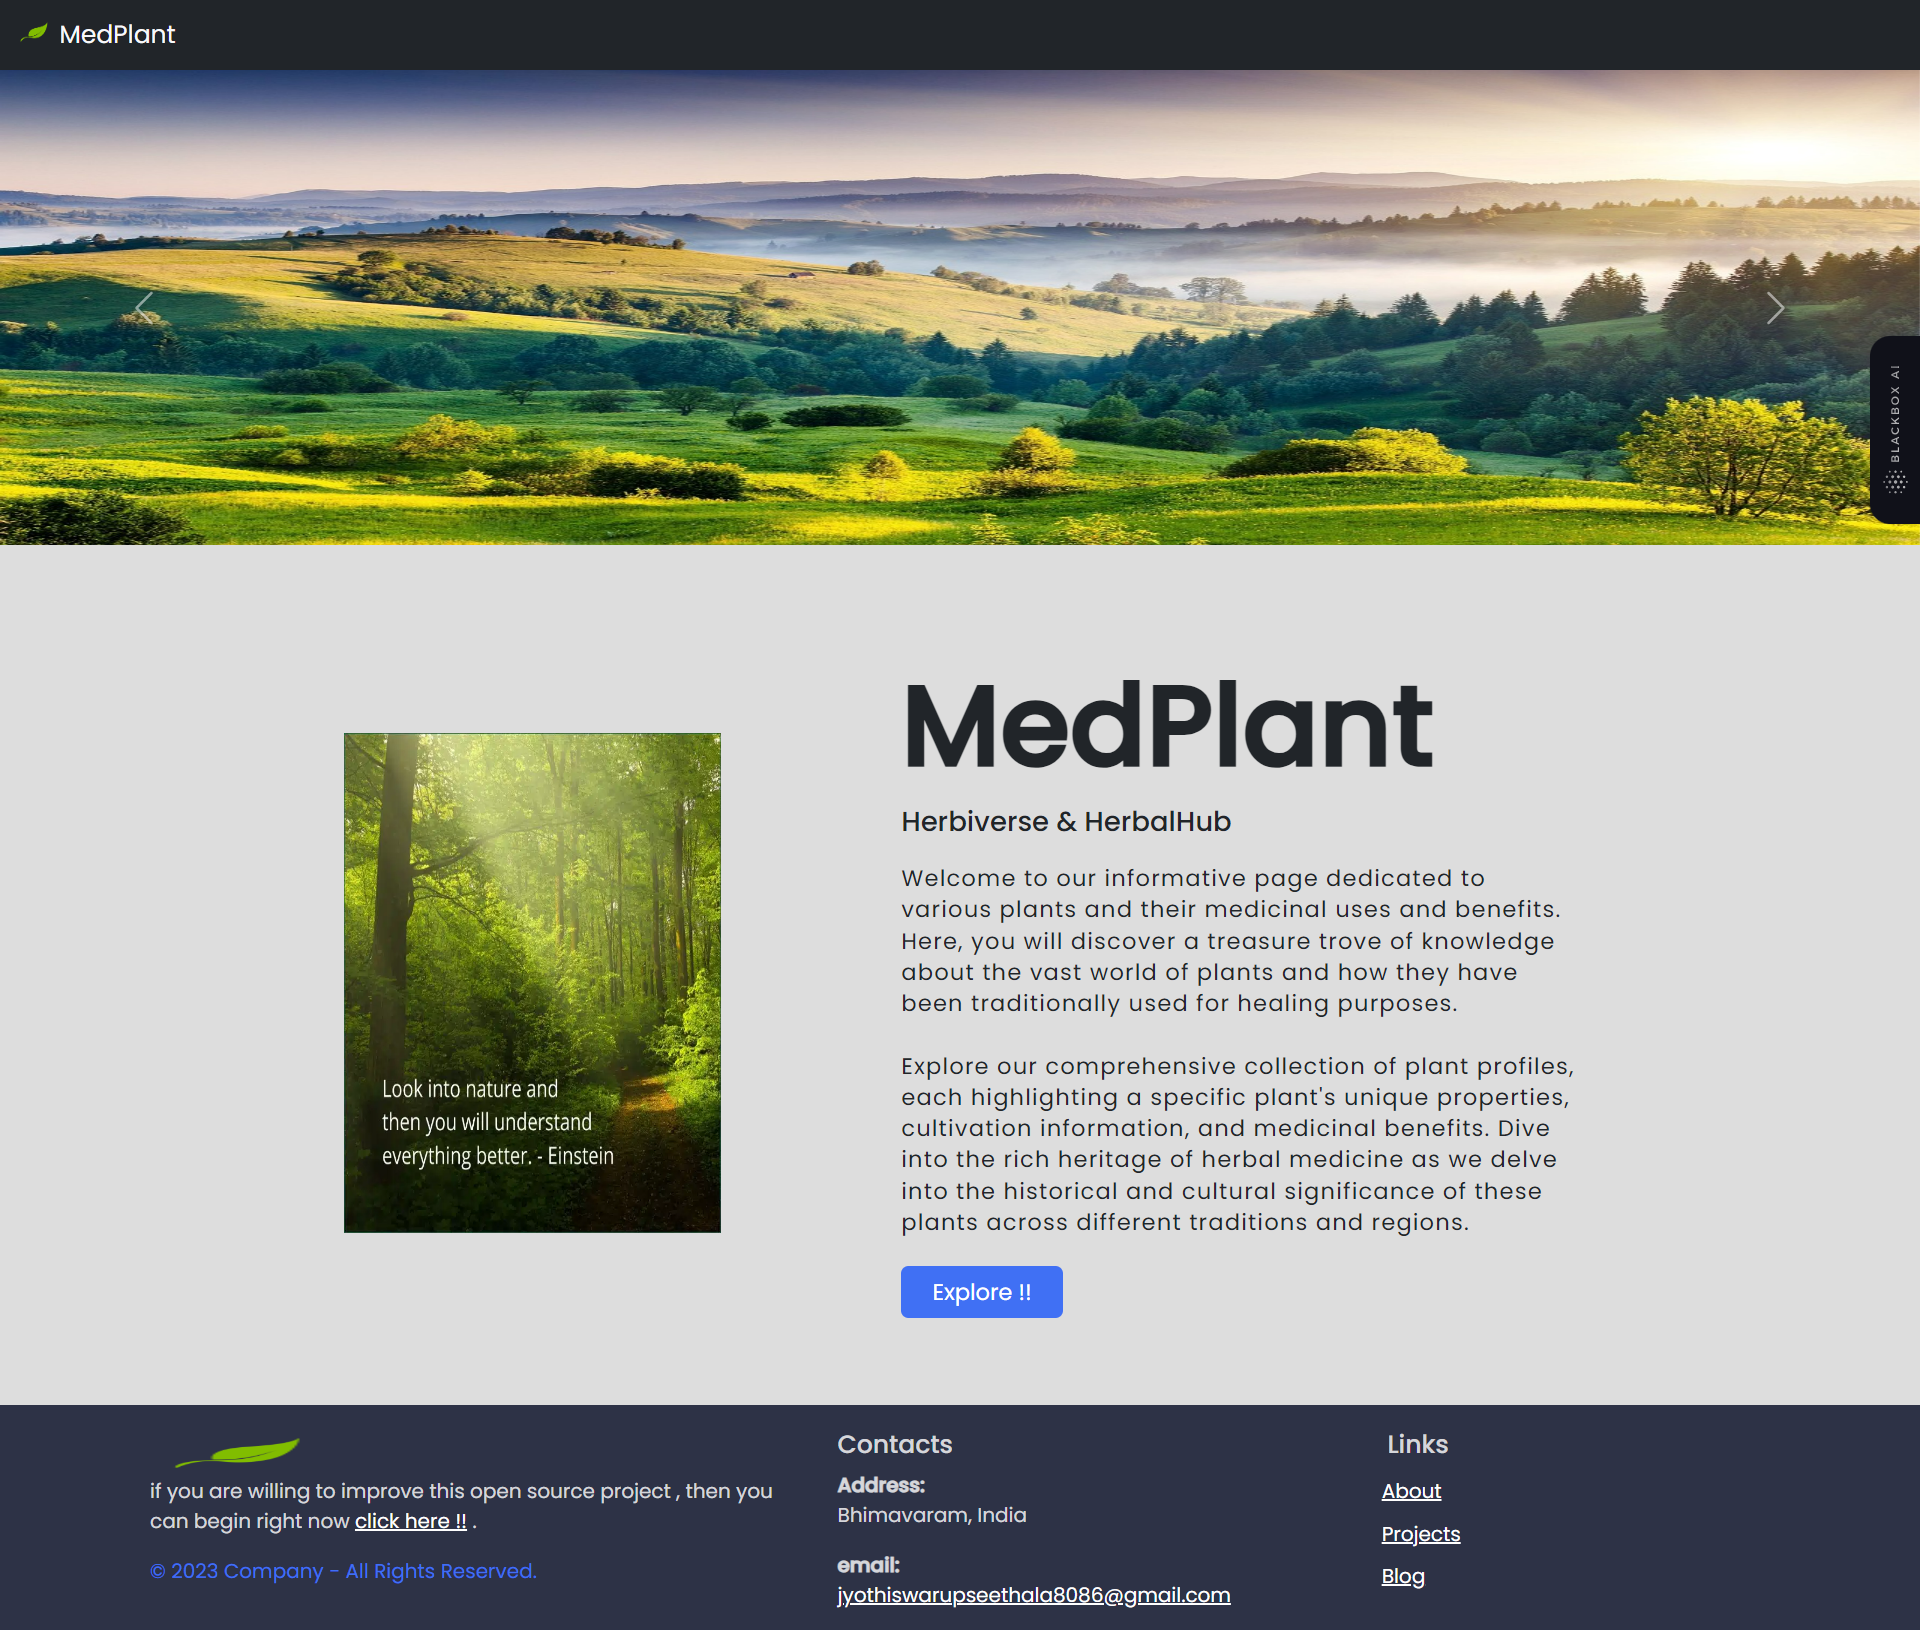 MedPlant
BLACKBOX AI
Look into nature and
then you will understand
everything better. - Einstein
MedPlant
Herbiverse & HerbalHub
Welcome to our informative page dedicated to
various plants and their medicinal uses and benefits.
Here, you will discover a treasure trove of knowledge
about the vast world of plants and how they have
been traditionally used for healing purposes.
Explore our comprehensive collection of plant profiles,
each highlighting a specific plant's unique properties,
cultivation information, and medicinal benefits. Dive
into the rich heritage of herbal medicine as we delve
into the historical and cultural significance of these
plants across different traditions and regions.
Explore !!
if you are willing to improve this open source project , then you
can begin right now click here !! .
© 2023 Company - All Rights Reserved.
Contacts
Address:
Bhimavaram, India
email:
jyothiswarupseethala8086@gmail.com
Links
About
Projects
Blog